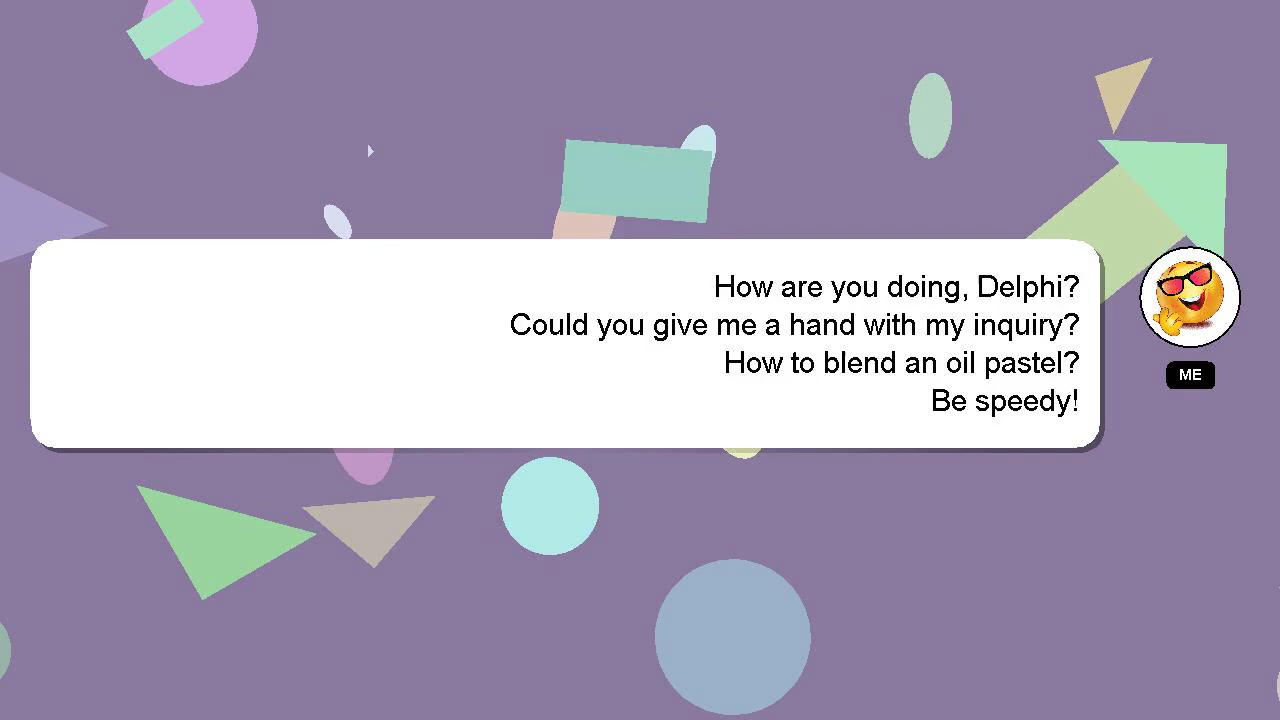 How are you doing, Delphi?
Could you give me a hand with my inquiry?
How to blend an oil pastel?
Be speedy!
ME